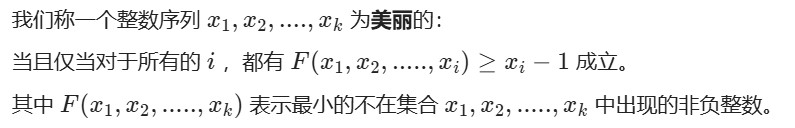 我们称一个整数序列 x₁, x₂, ...., xₖ 为美丽的：
当且仅当对于所有的 i ，都有 F(x₁, x₂, ....., xᵢ) ≥ xᵢ − 1 成立。
其中 F(x₁, x₂, ....., xₖ) 表示最小的不在集合 x₁, x₂, ....., xₖ 中出现的非负整数。